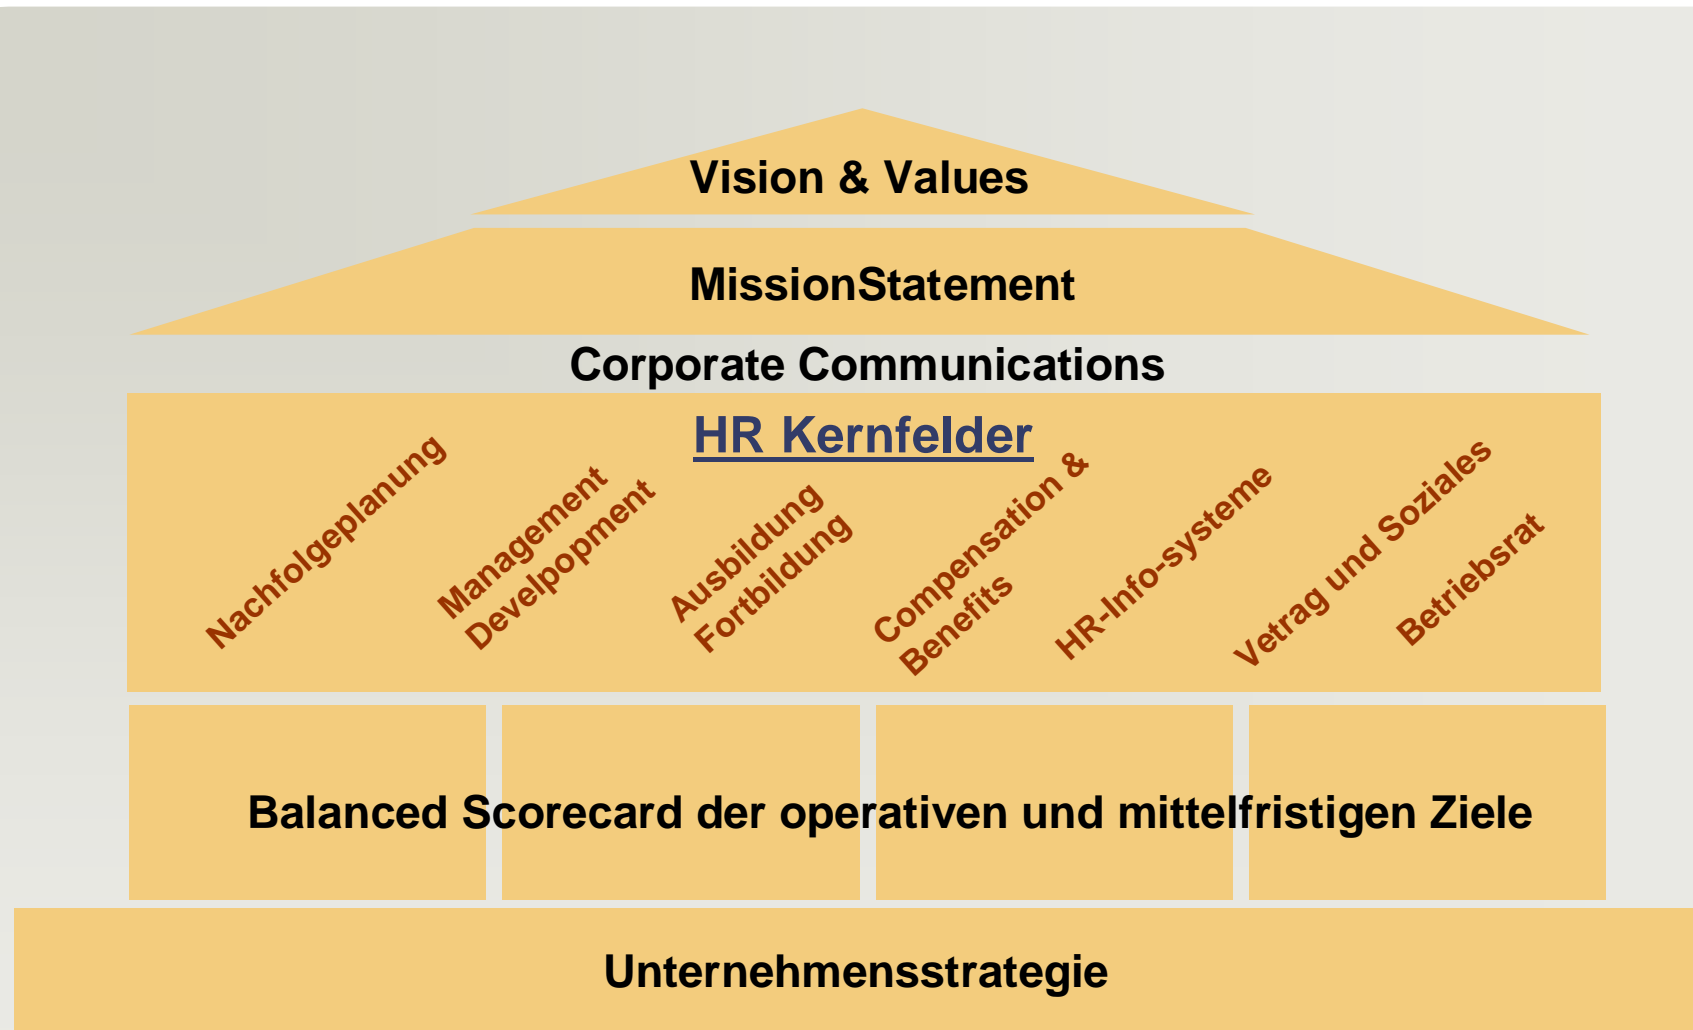 Vision & Values
MissionStatement
Corporate Communications
HR Kernfelder
Nachfolgeplanung
Management
Develpopment
Ausbildung
Fortbildung
Compensation &
Benefits
HR-Info-systeme
Vetrag und Soziales
Betriebsrat
Balanced Scorecard der operativen und mittelfristigen Ziele
Unternehmensstrategie